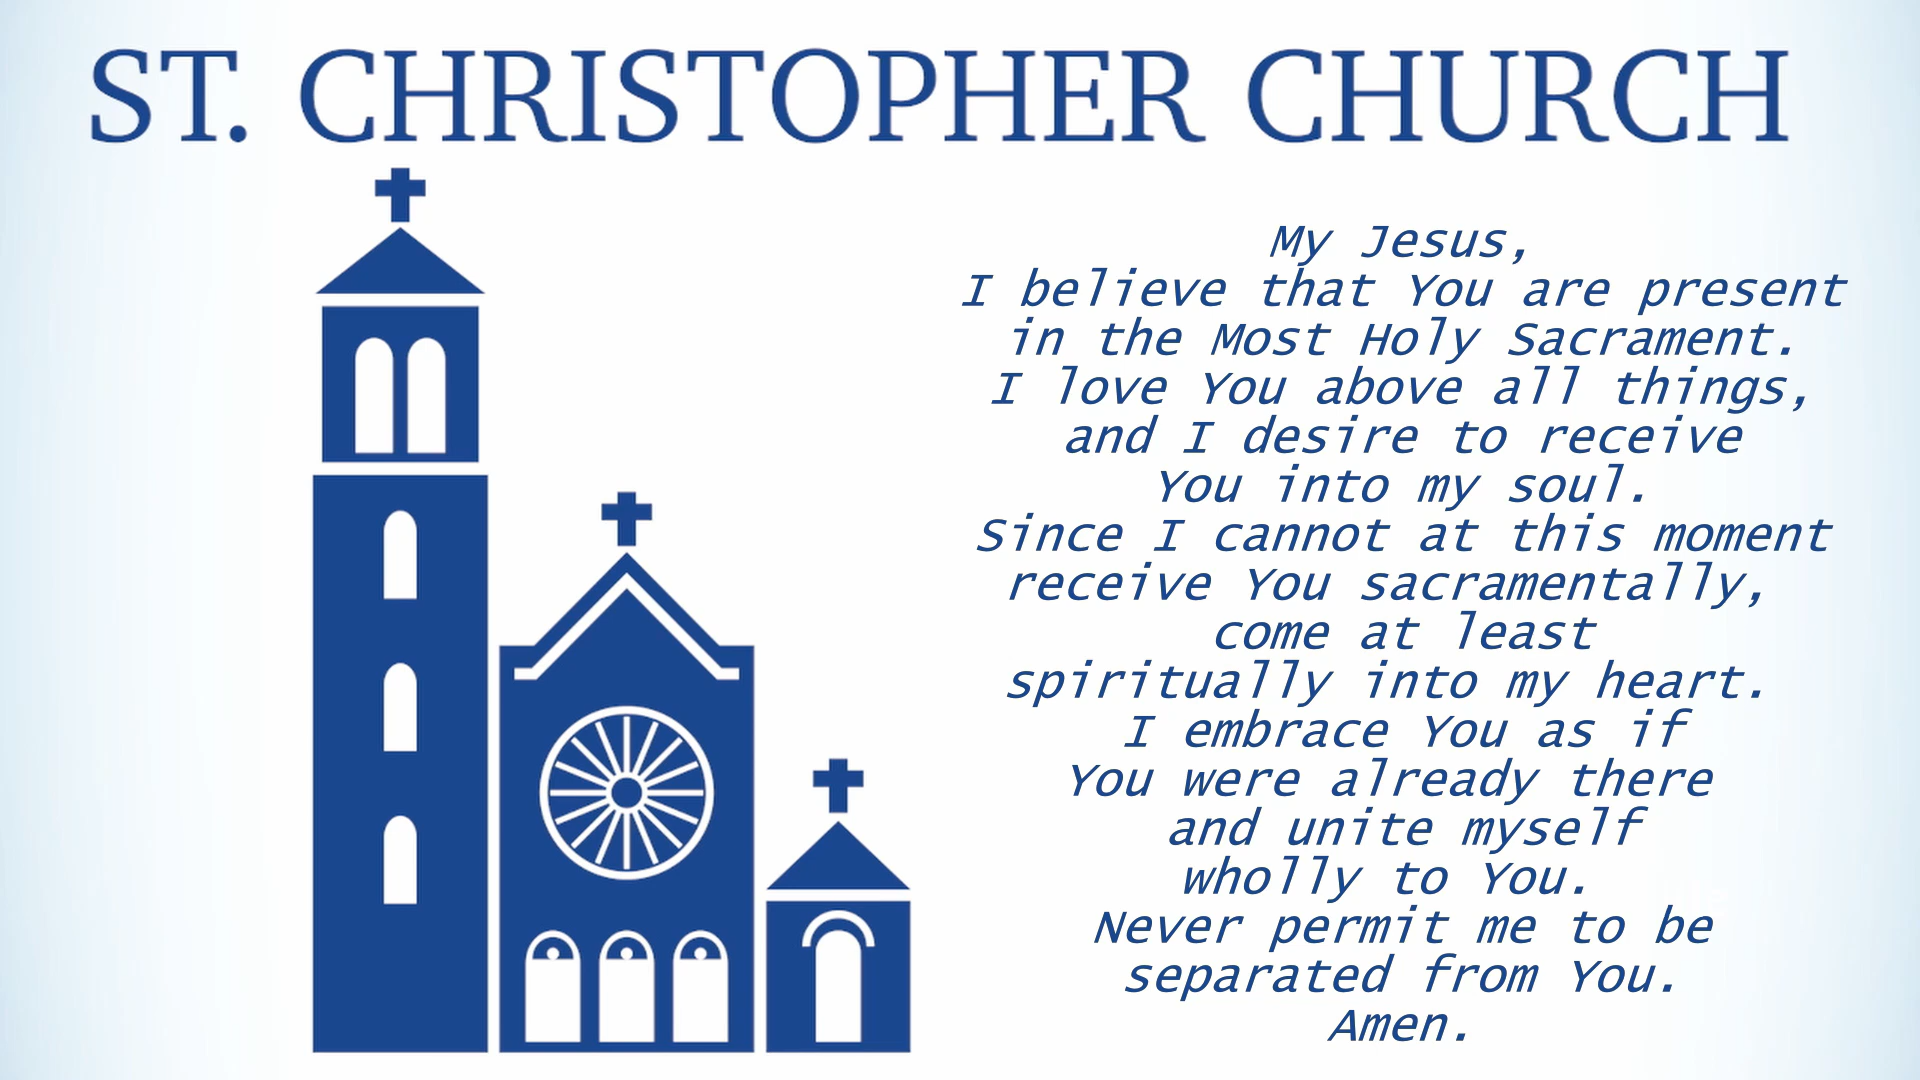 ST. CHRISTOPHER CHURCH
My Jesus,
I believe that You are present
in the Most Holy Sacrament.
I love You above all things,
and I desire to receive
You into my soul.
Since I cannot at this moment
receive You sacramentally,
come at least
spiritually into my heart.
I embrace You as if
You were already there
and unite myself
wholly to You.
Never permit me to be
separated from You.
Amen.